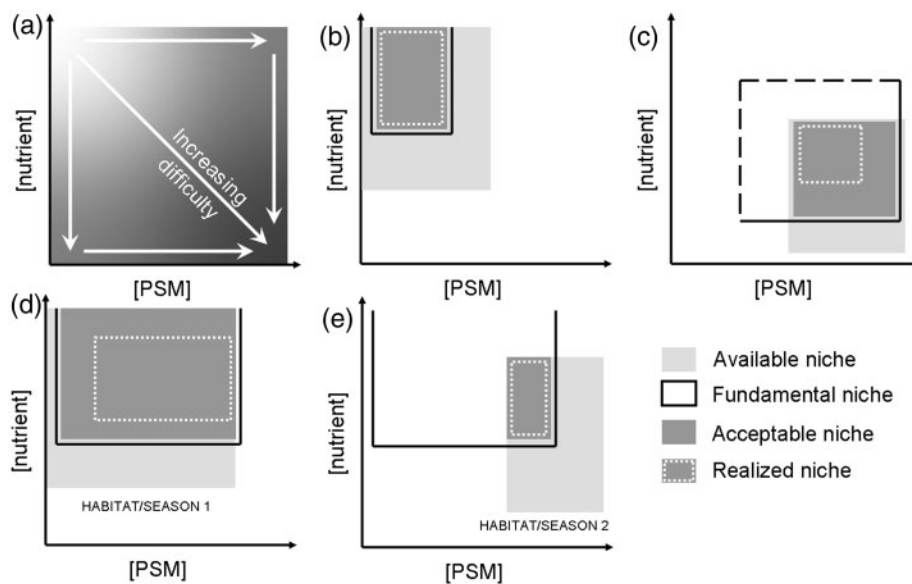 (a)
[nutrient]
Increasing
difficulty
[PSM]
(b)
[nutrient]
[PSM]
(c)
[nutrient]
[PSM]
(d)
[nutrient]
HABITAT/SEASON 1
[PSM]
(e)
[nutrient]
HABITAT/SEASON 2
[PSM]
Available niche
Fundamental niche
Acceptable niche
Realized niche